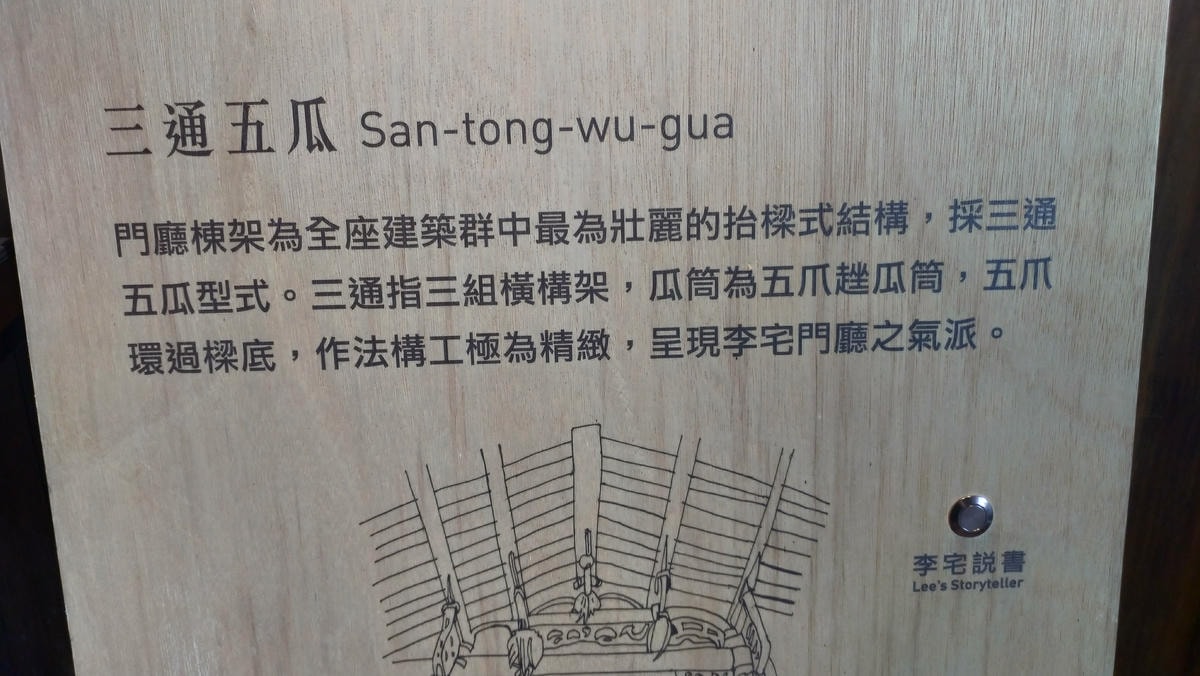 三通五瓜 San-tong-wu-gua
門廳棟架為全座建築群中最為壯麗的抬樑式結構，採三通
五瓜型式。三通指三組橫構架，瓜筒為五爪趖瓜筒，五爪
環過樑底，作法構工極為精緻，呈現李宅門廳之氣派。
李宅說書
Lee's Storyteller